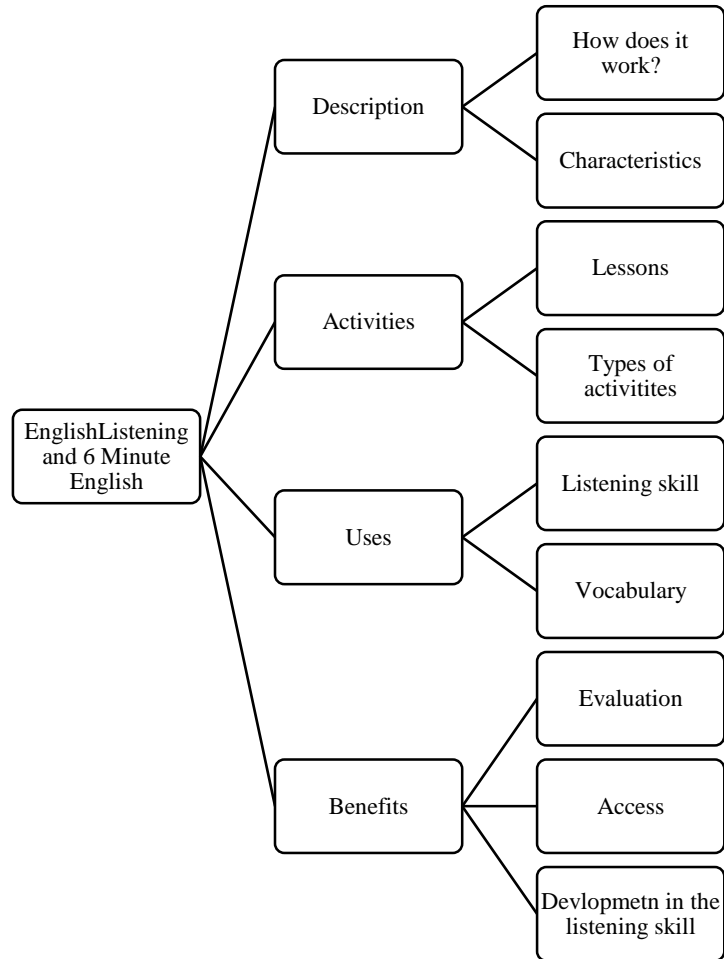 How does it
work?
Description
Characteristics
Lessons
Activities
Types of
activitites
EnglishListening
and 6 Minute
English
Listening skill
Uses
Vocabulary
Evaluation
Benefits
Access
Devlopmetn in the
listening skill